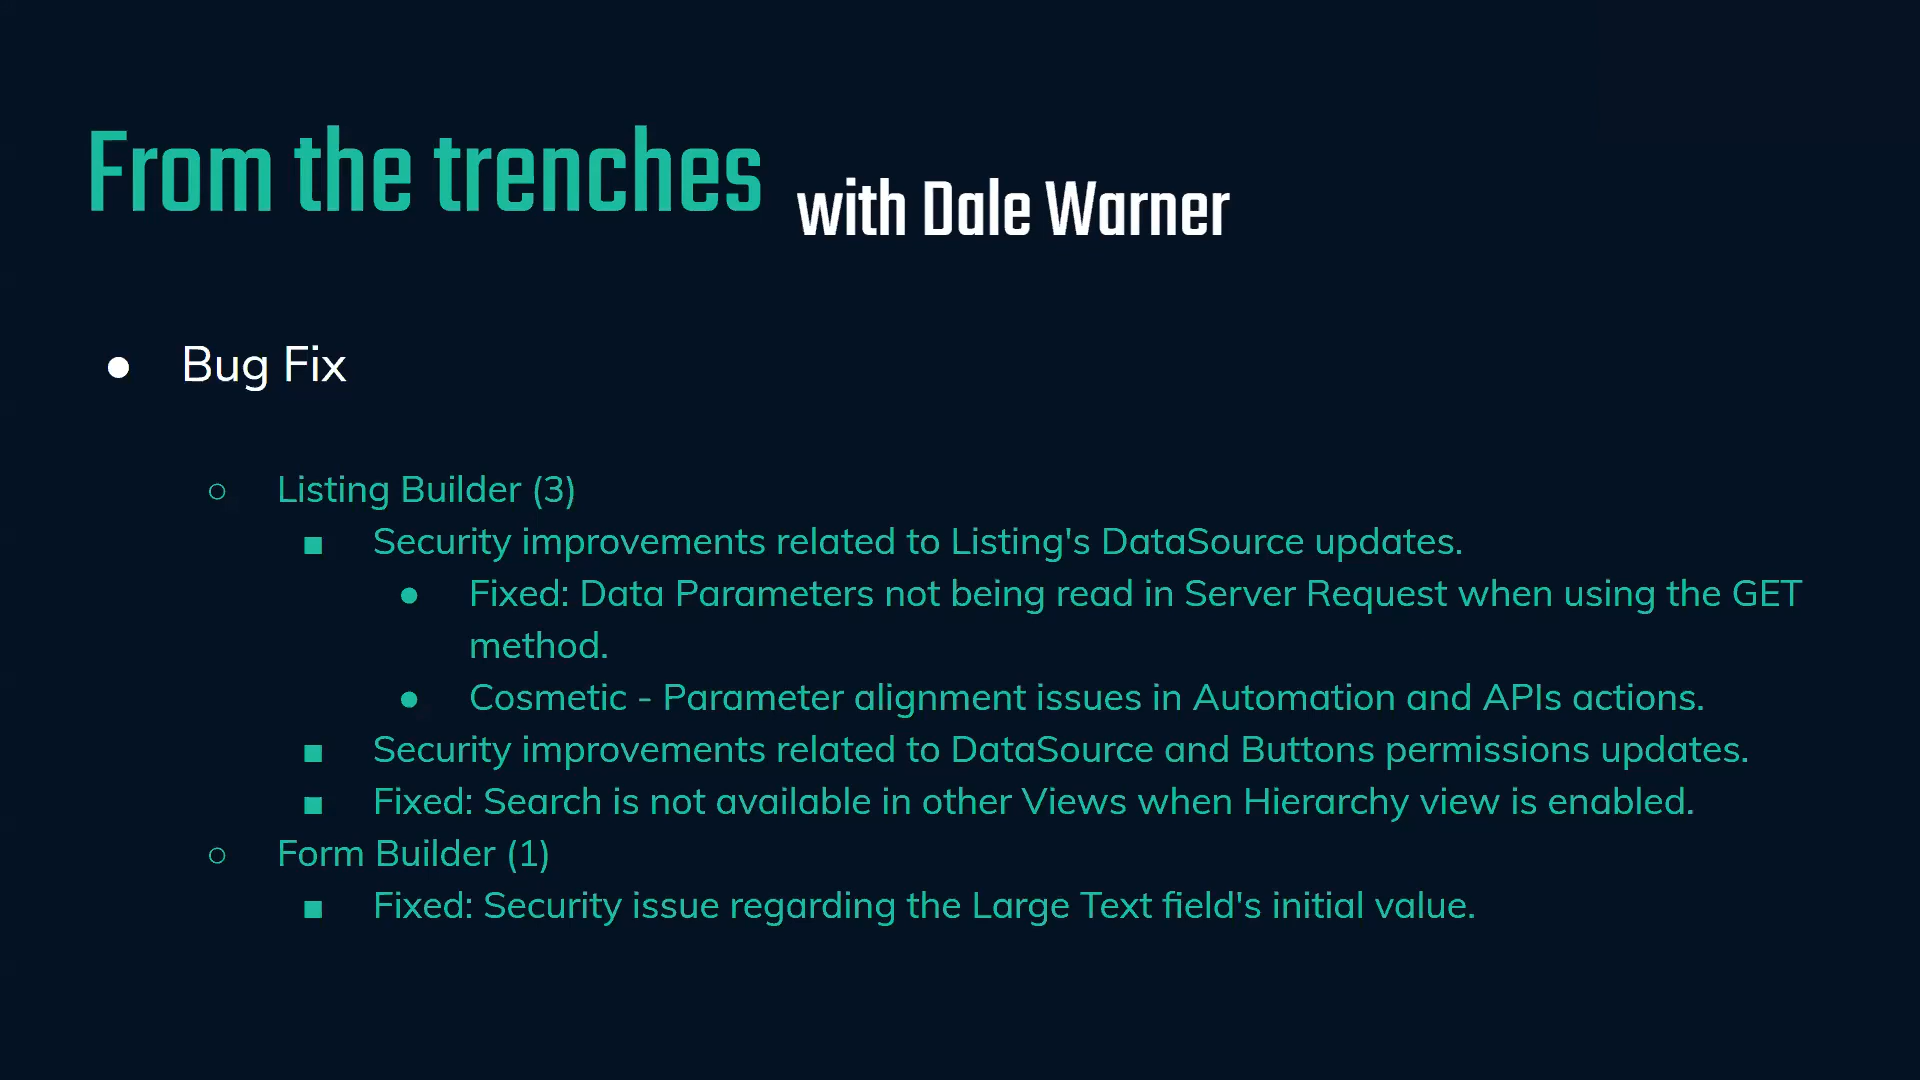 From the trenches with Dale Warner
● Bug Fix
○ Listing Builder (3)
■ Security improvements related to Listing's DataSource updates.
● Fixed: Data Parameters not being read in Server Request when using the GET
method.
● Cosmetic - Parameter alignment issues in Automation and APIs actions.
■ Security improvements related to DataSource and Buttons permissions updates.
■ Fixed: Search is not available in other Views when Hierarchy view is enabled.
○ Form Builder (1)
■ Fixed: Security issue regarding the Large Text field's initial value.